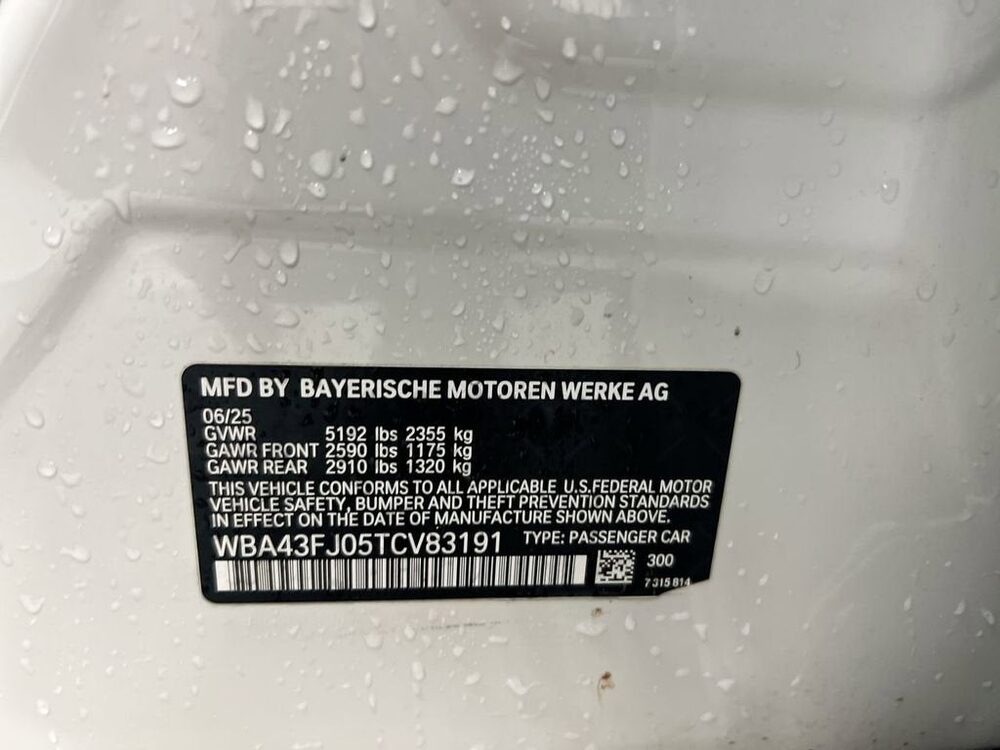 MFD BY BAYERISCHE MOTOREN WERKE AG
06/25
GVWR 5192 lbs 2355 kg
GAWR FRONT 2590 lbs 1175 kg
GAWR REAR 2910 lbs 1320 kg
THIS VEHICLE CONFORMS TO ALL APPLICABLE U.S.FEDERAL MOTOR
VEHICLE SAFETY, BUMPER AND THEFT PREVENTION STANDARDS
IN EFFECT ON THE DATE OF MANUFACTURE SHOWN ABOVE.
WBA43FJ05TCV83191 TYPE: PASSENGER CAR
300
7 315 814